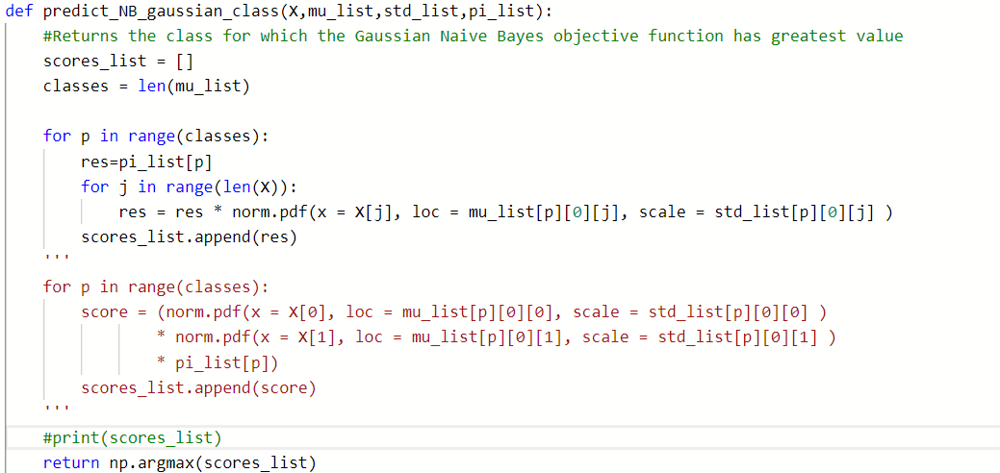 def predict_NB_gaussian_class(X,mu_list,std_list,pi_list):
    #Returns the class for which the Gaussian Naive Bayes objective function has greatest value
    scores_list = []
    classes = len(mu_list)

    for p in range(classes):
        res=pi_list[p]
        for j in range(len(X)):
            res = res * norm.pdf(x = X[j], loc = mu_list[p][0][j], scale = std_list[p][0][j] )
        scores_list.append(res)
    '''
    for p in range(classes):
        score = (norm.pdf(x = X[0], loc = mu_list[p][0][0], scale = std_list[p][0][0] )
                * norm.pdf(x = X[1], loc = mu_list[p][0][1], scale = std_list[p][0][1] )
                * pi_list[p])
        scores_list.append(score)
    '''
    #print(scores_list)
    return np.argmax(scores_list)